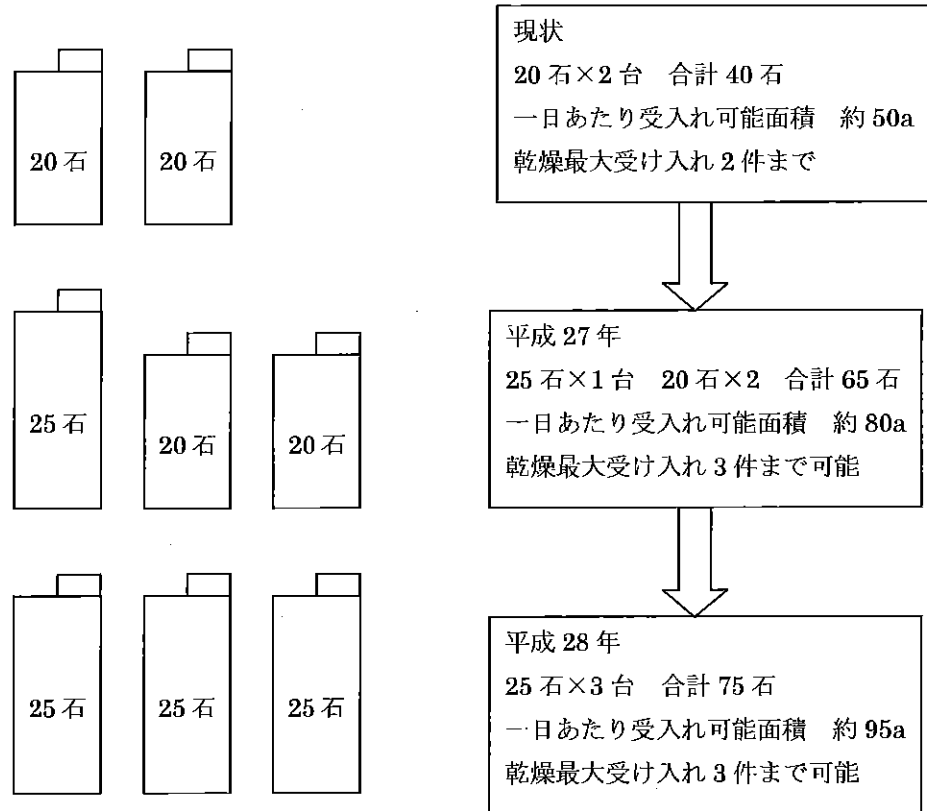 20石 20石
現状
20石×2台 合計40石
一日あたり受入れ可能面積 約50a
乾燥最大受け入れ2件まで
25石 20石 20石
平成27年
25石×1台 20石×2 合計65石
一日あたり受入れ可能面積 約80a
乾燥最大受け入れ3件まで可能
25石 25石 25石
平成28年
25石×3台 合計75石
一日あたり受入れ可能面積 約95a
乾燥最大受け入れ3件まで可能